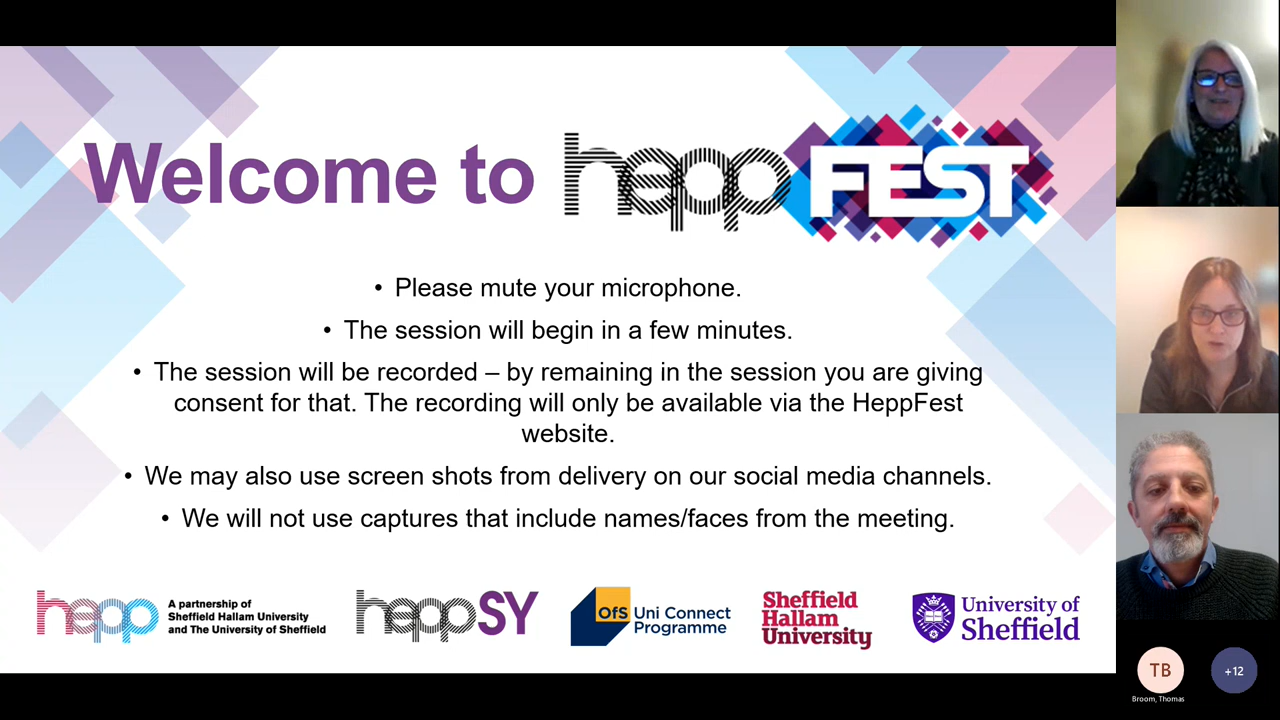 Welcome to hepp FEST
• Please mute your microphone.
• The session will begin in a few minutes.
• The session will be recorded – by remaining in the session you are giving
consent for that. The recording will only be available via the HeppFest
website.
• We may also use screen shots from delivery on our social media channels.
• We will not use captures that include names/faces from the meeting.
hepp
A partnership of
Sheffield Hallam University
and The University of Sheffield
heppSY
OfS Uni Connect
Programme
Sheffield
Hallam
University
University of
Sheffield
TB
Broom, Thomas
+12